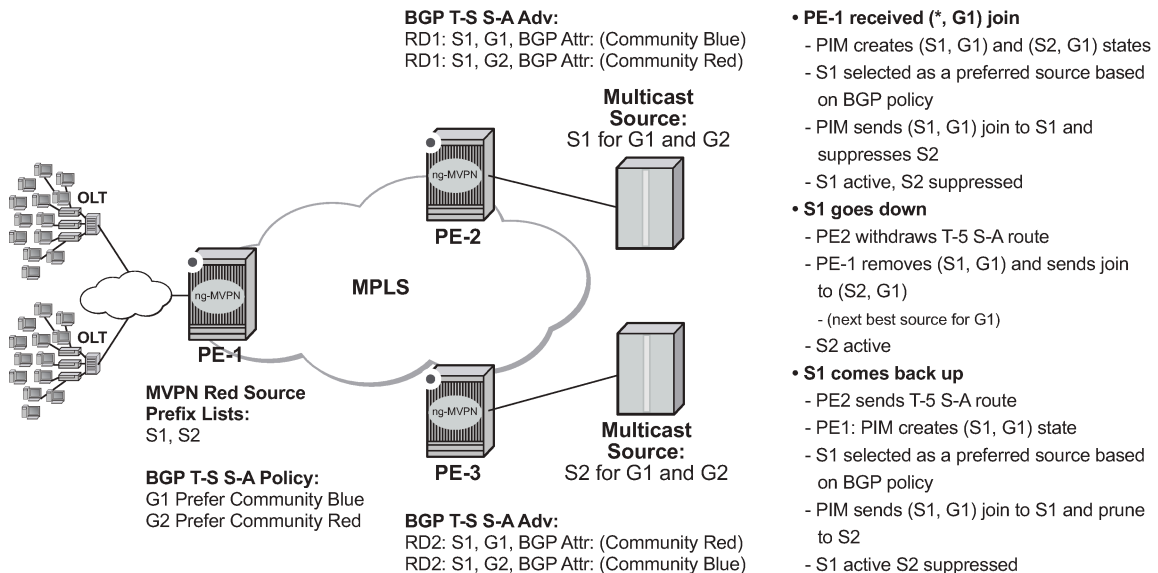 BGP T-S S-A Adv:
RD1: S1, G1, BGP Attr: (Community Blue)
RD1: S1, G2, BGP Attr: (Community Red)
Multicast
Source:
S1 for G1 and G2
ng-MVPN
PE-2
OLT
MPLS
ng-MVPN
OLT
PE-1
MVPN Red Source
Prefix Lists:
S1, S2
BGP T-S S-A Policy:
G1 Prefer Community Blue
G2 Prefer Community Red
ng-MVPN
PE-3
Multicast
Source:
S2 for G1 and G2
BGP T-S S-A Adv:
RD2: S1, G1, BGP Attr: (Community Red)
RD2: S1, G2, BGP Attr: (Community Blue)
• PE-1 received (*, G1) join
- PIM creates (S1, G1) and (S2, G1) states
- S1 selected as a preferred source based
on BGP policy
- PIM sends (S1, G1) join to S1 and
suppresses S2
- S1 active, S2 suppressed
• S1 goes down
- PE2 withdraws T-5 S-A route
- PE-1 removes (S1, G1) and sends join
to (S2, G1)
- (next best source for G1)
- S2 active
• S1 comes back up
- PE2 sends T-5 S-A route
- PE1: PIM creates (S1, G1) state
- S1 selected as a preferred source based
on BGP policy
- PIM sends (S1, G1) join to S1 and prune
to S2
- S1 active S2 suppressed